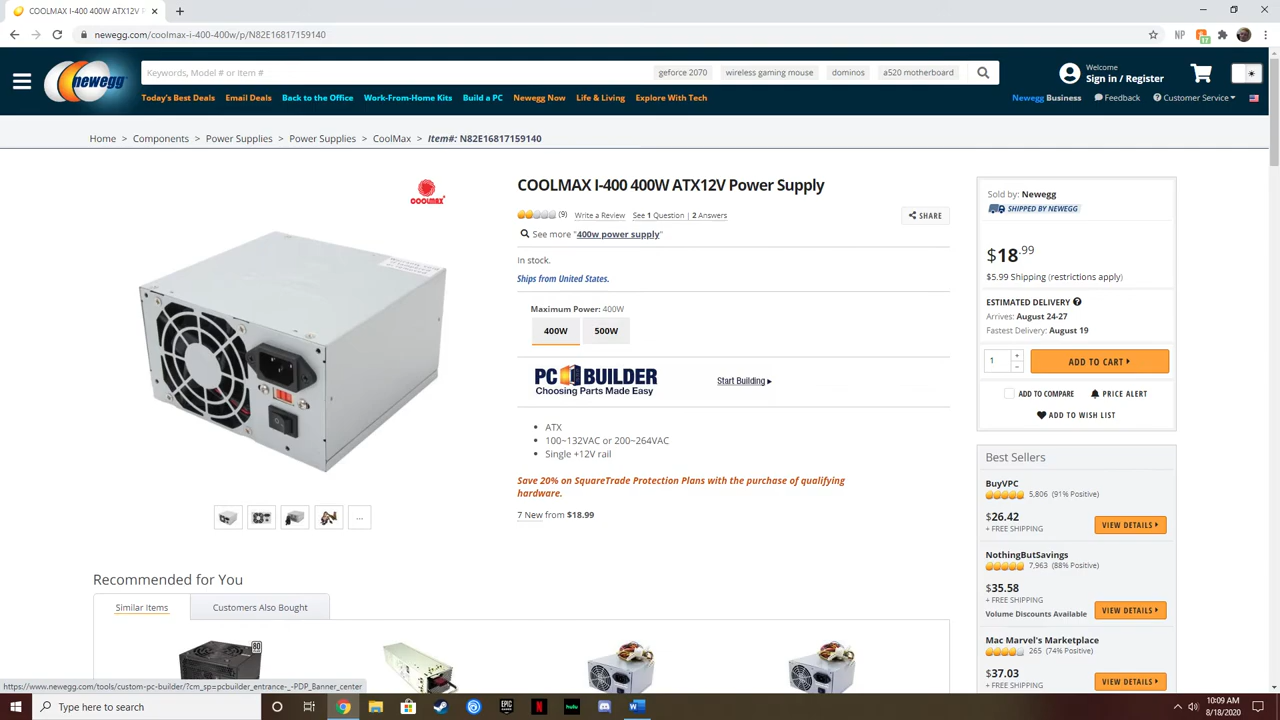 COOLMAX I-400 400W ATX12V P
newegg.com/coolmax-i-400-400w/p/N82E16817159140
NP
17
newegg
Keywords, Model # or Item #
geforce 2070
wireless gaming mouse
dominos
a520 motherboard
Welcome
Sign in / Register
Today's Best Deals
Email Deals
Back to the Office
Work-From-Home Kits
Build a PC
Newegg Now
Life & Living
Explore With Tech
Newegg Business
Feedback
Customer Service
Home > Components > Power Supplies > Power Supplies > CoolMax > Item#: N82E16817159140
COOLMAX
COOLMAX I-400 400W ATX12V Power Supply
(9) Write a Review See 1 Question | 2 Answers
SHARE
See more "400w power supply"
In stock.
Ships from United States.
Maximum Power: 400W
400W
500W
PC BUILDER
Choosing Parts Made Easy
Start Building
• ATX
• 100~132VAC or 200~264VAC
• Single +12V rail
Save 20% on SquareTrade Protection Plans with the purchase of qualifying
hardware.
7 New from $18.99
Sold by: Newegg
SHIPPED BY NEWEGG
$18.99
$5.99 Shipping (restrictions apply)
ESTIMATED DELIVERY
Arrives: August 24-27
Fastest Delivery: August 19
1
ADD TO CART
ADD TO COMPARE
PRICE ALERT
ADD TO WISH LIST
Best Sellers
BuyVPC
5,806 (91% Positive)
$26.42
+ FREE SHIPPING
VIEW DETAILS
NothingButSavings
7,963 (88% Positive)
$35.58
+ FREE SHIPPING
Volume Discounts Available
VIEW DETAILS
Mac Marvel's Marketplace
265 (74% Positive)
$37.03
+ FREE SHIPPING
VIEW DETAILS
...
Recommended for You
Similar Items
Customers Also Bought
80
https://www.newegg.com/tools/custom-pc-builder/?cm_sp=pcbuilder_entrance-_-PDP_Banner_center
Type here to search
EPIC
N
hulu
W
10:09 AM
8/18/2020